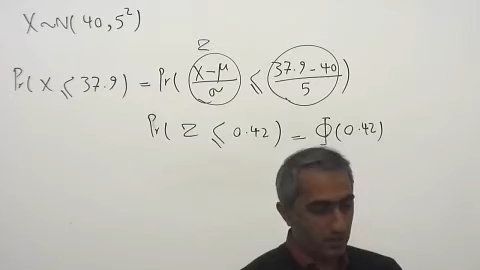 X ~ N(40, 5²)
Z
Pr(X ⩽ 37.9) = Pr( (X-μ)/σ ⩽ (37.9-40)/5 )
Pr( Z ⩽ 0.42) = Φ(0.42)